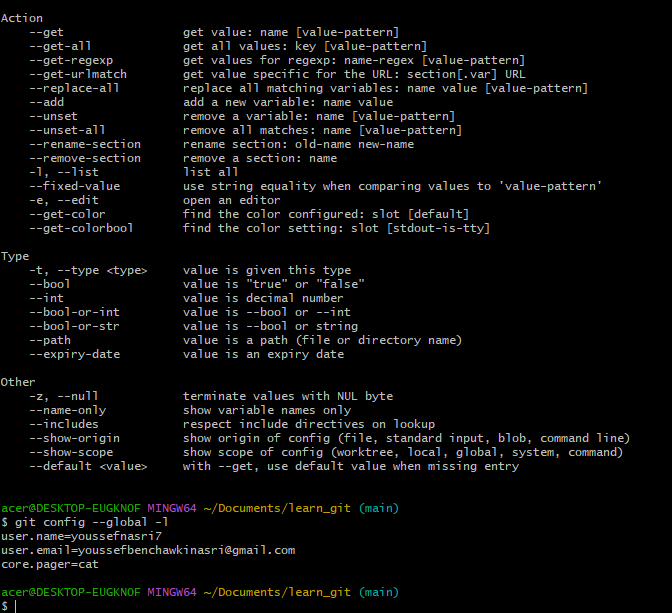 Action
    --get                 get value: name [value-pattern]
    --get-all             get all values: key [value-pattern]
    --get-regexp          get values for regexp: name-regex [value-pattern]
    --get-urlmatch        get value specific for the URL: section[.var] URL
    --replace-all         replace all matching variables: name value [value-pattern]
    --add                 add a new variable: name value
    --unset               remove a variable: name [value-pattern]
    --unset-all           remove all matches: name [value-pattern]
    --rename-section      rename section: old-name new-name
    --remove-section      remove a section: name
    -l, --list            list all
    --fixed-value         use string equality when comparing values to 'value-pattern'
    -e, --edit            open an editor
    --get-color           find the color configured: slot [default]
    --get-colorbool       find the color setting: slot [stdout-is-tty]
Type
    -t, --type <type>     value is given this type
    --bool                value is "true" or "false"
    --int                 value is decimal number
    --bool-or-int         value is --bool or --int
    --bool-or-str         value is --bool or string
    --path                value is a path (file or directory name)
    --expiry-date         value is an expiry date
Other
    -z, --null            terminate values with NUL byte
    --name-only           show variable names only
    --includes            respect include directives on lookup
    --show-origin         show origin of config (file, standard input, blob, command line)
    --show-scope          show scope of config (worktree, local, global, system, command)
    --default <value>     with --get, use default value when missing entry
acer@DESKTOP-EUGKNOF MINGW64 ~/Documents/learn_git (main)
$ git config --global -l
user.name=youssefnasri7
user.email=youssefbenchawkinasri@gmail.com
core.pager=cat
acer@DESKTOP-EUGKNOF MINGW64 ~/Documents/learn_git (main)
$